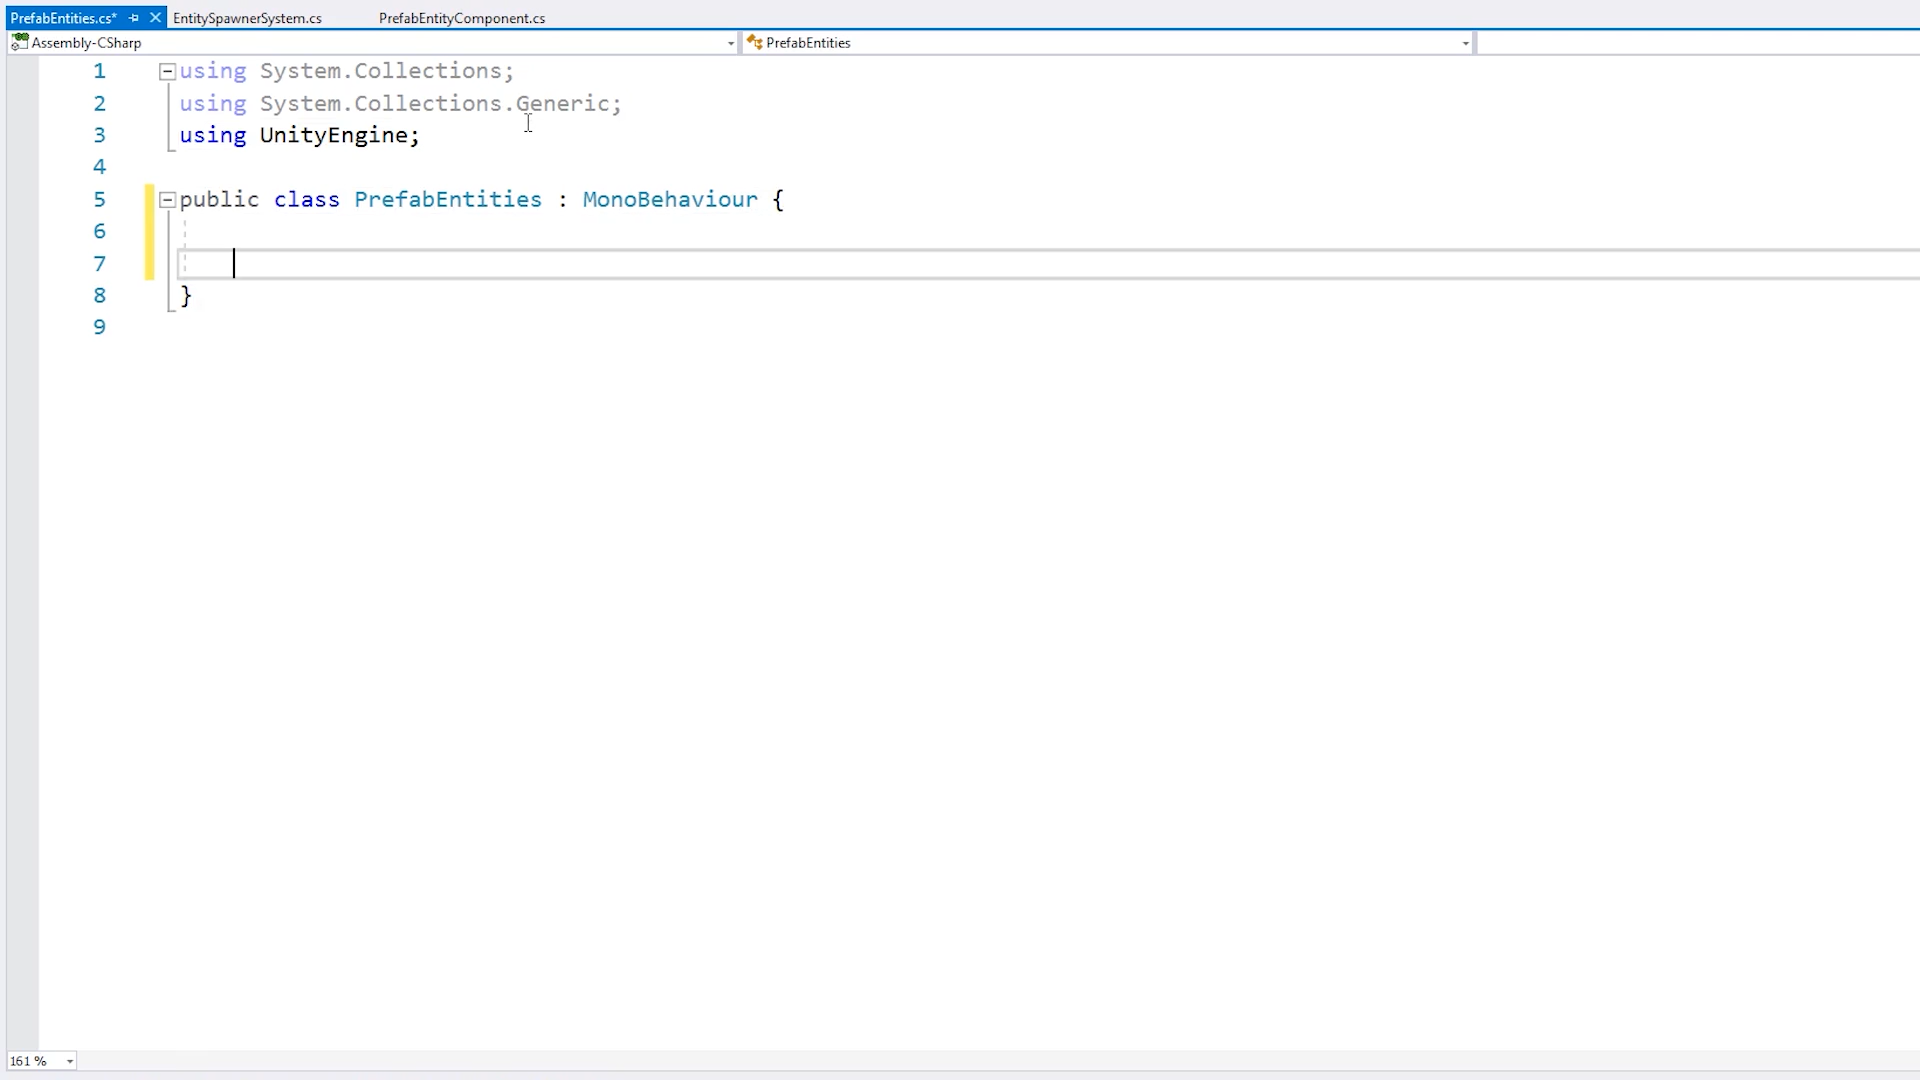 PrefabEntities.cs* EntitySpawnerSystem.cs PrefabEntityComponent.cs
Assembly-CSharp PrefabEntities
1 using System.Collections;
2 using System.Collections.Generic;
3 using UnityEngine;
4
5 public class PrefabEntities : MonoBehaviour {
6
7
8 }
9
161 %